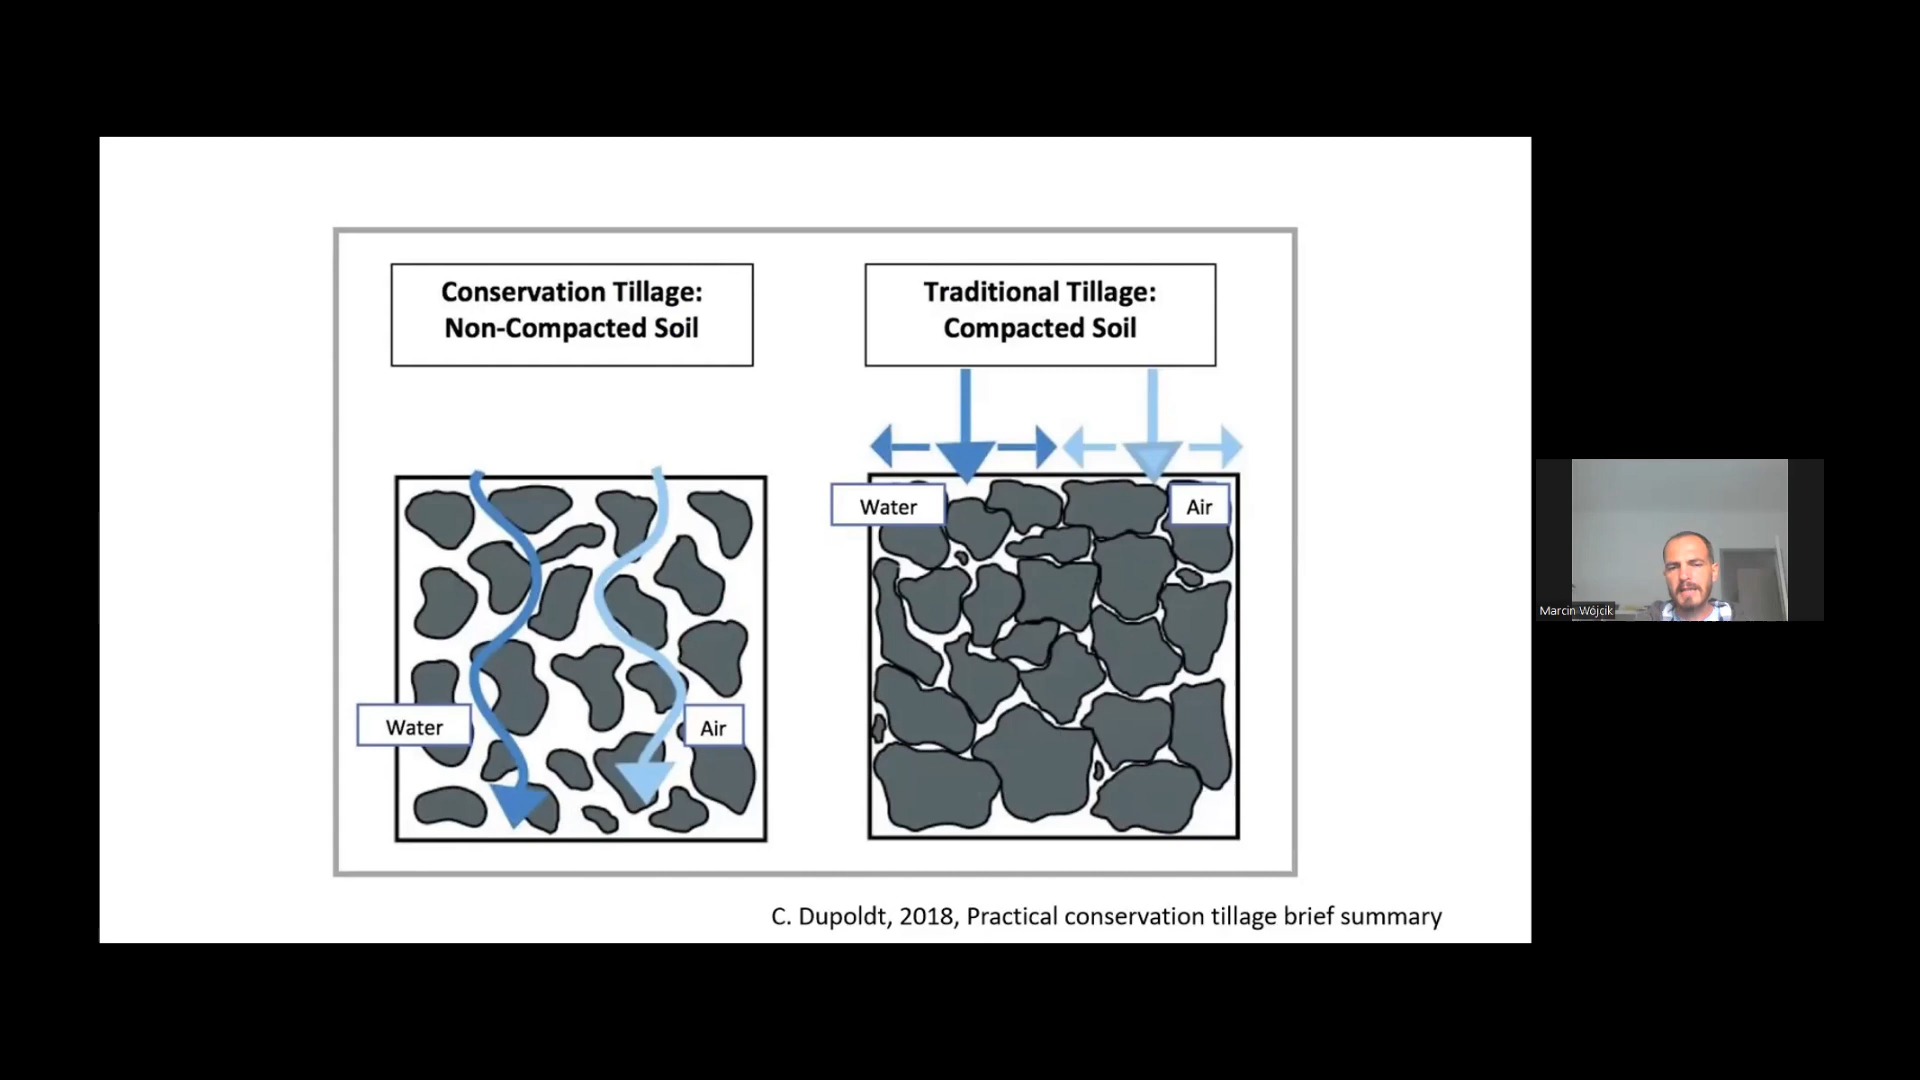 Conservation Tillage:
Non-Compacted Soil
Traditional Tillage:
Compacted Soil
Water
Air
Water
Air
C. Dupoldt, 2018, Practical conservation tillage brief summary
Marcin Wójcik